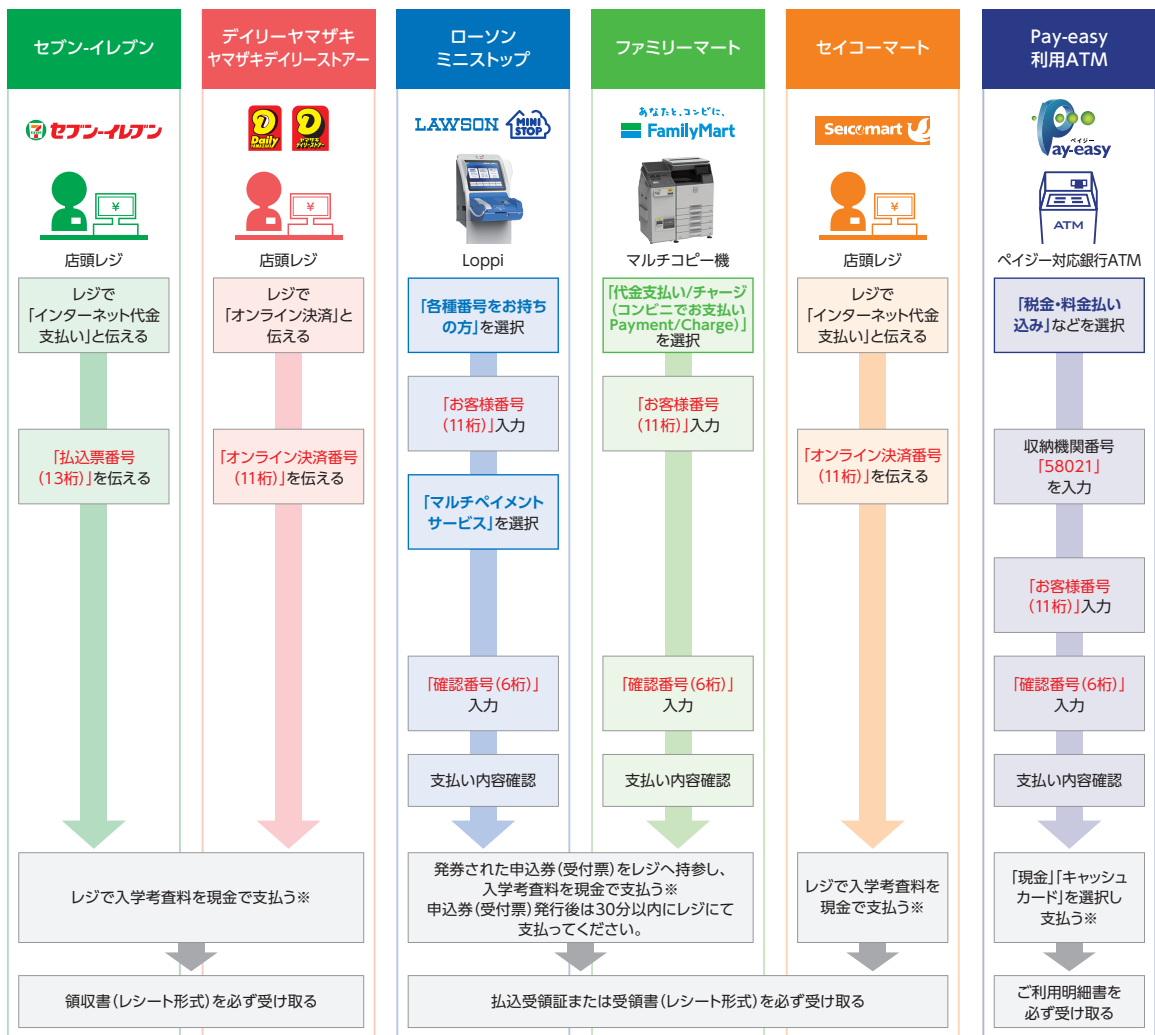 セブン-イレブン
デイリーヤマザキ
ヤマザキデイリーストアー
ローソン
ミニストップ
ファミリーマート
セイコーマート
Pay-easy
利用ATM
セブン-イレブン
Daily
YAMAZAKI
ヤマザキ
デイリーストアー
LAWSON
MINI
STOP
あなたと、コンビに、
FamilyMart
Seicomart
ペイジー
Pay-easy
¥
¥
¥
ATM
店頭レジ
店頭レジ
Loppi
マルチコピー機
店頭レジ
ペイジー対応銀行ATM
レジで
「インターネット代金
支払い」と伝える
「払込票番号
(13桁)」を伝える
レジで
「オンライン決済」と
伝える
「オンライン決済番号
(11桁)」を伝える
「各種番号をお持ち
の方」を選択
「お客様番号
(11桁)」入力
「マルチペイメント
サービス」を選択
「確認番号(6桁)」
入力
支払い内容確認
「代金支払い/チャージ
(コンビニでお支払い
Payment/Charge)」
を選択
「お客様番号
(11桁)」入力
「確認番号(6桁)」
入力
支払い内容確認
レジで
「インターネット代金
支払い」と伝える
「オンライン決済番号
(11桁)」を伝える
「税金・料金払い
込み」などを選択
収納機関番号
「58021」
を入力
「お客様番号
(11桁)」入力
「確認番号(6桁)」
入力
支払い内容確認
レジで入学考査料を現金で支払う※
発券された申込券(受付票)をレジへ持参し、
入学考査料を現金で支払う※
申込券(受付票)発行後は30分以内にレジにて
支払ってください。
レジで入学考査料を
現金で支払う※
「現金」「キャッシュ
カード」を選択し
支払う※
領収書(レシート形式)を必ず受け取る
払込受領証または受領書(レシート形式)を必ず受け取る
ご利用明細書を
必ず受け取る